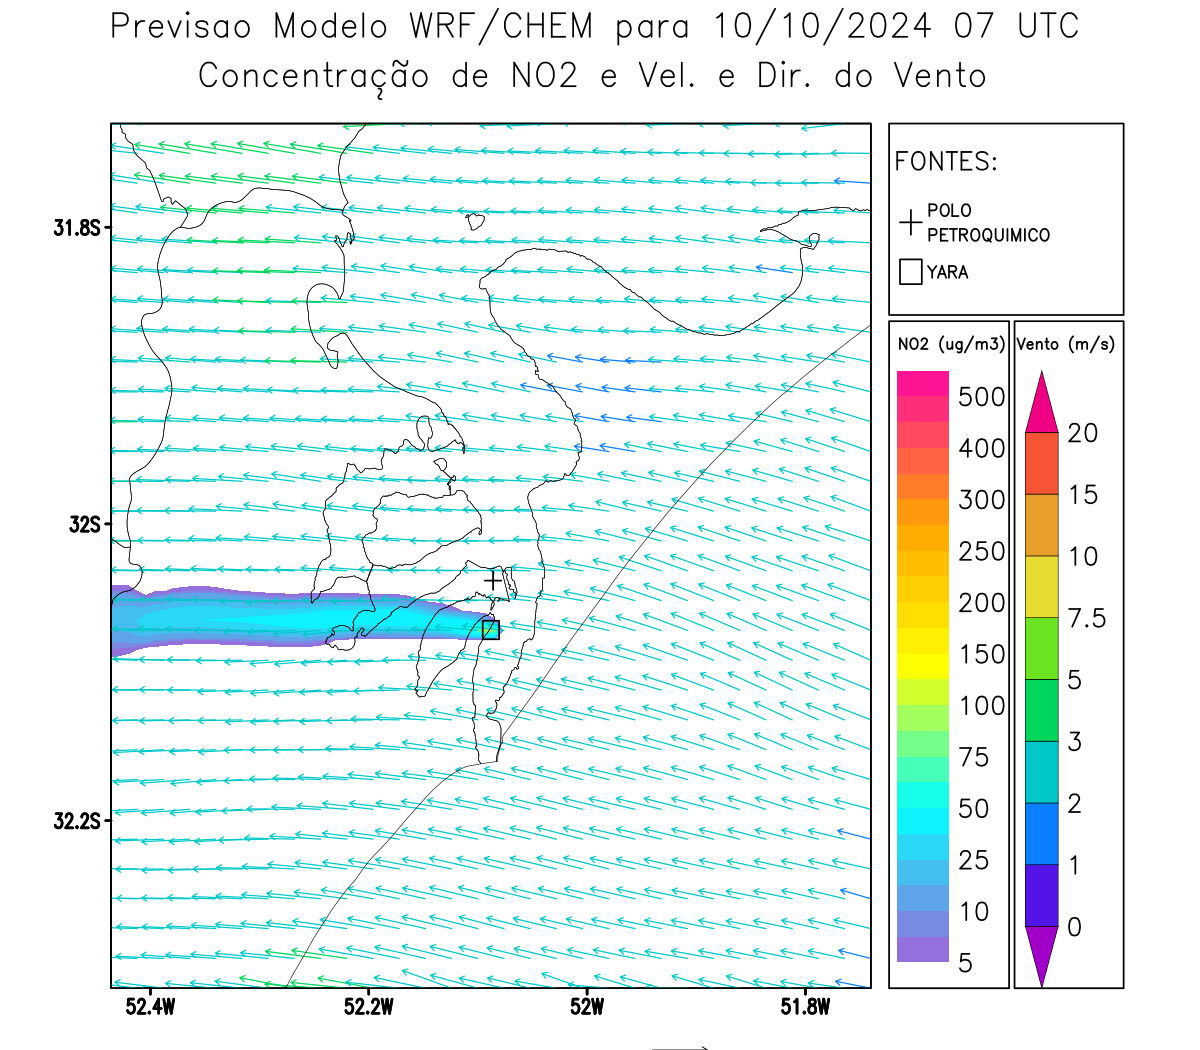 Previsao Modelo WRF/CHEM para 10/10/2024 07 UTC
Concentração de NO2 e Vel. e Dir. do Vento
FONTES:
POLO
PETROQUIMICO
YARA
31.8S
32S
32.2S
52.4W
52.2W
52W
51.8W
NO2 (ug/m3)
500
400
300
250
200
150
100
75
50
25
10
5
Vento (m/s)
20
15
10
7.5
5
3
2
1
0